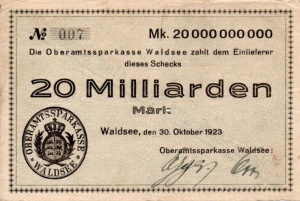 № 007 Mk. 20 000 000 000
Die Oberamtssparkasse Waldsee zahlt dem Einlieferer
dieses Schecks
20 Milliarden
Mark.
Waldsee, den 30. Oktober 1923
Oberamtssparkasse Waldsee:
OBERAMTSSPARKASSE
WALDSEE